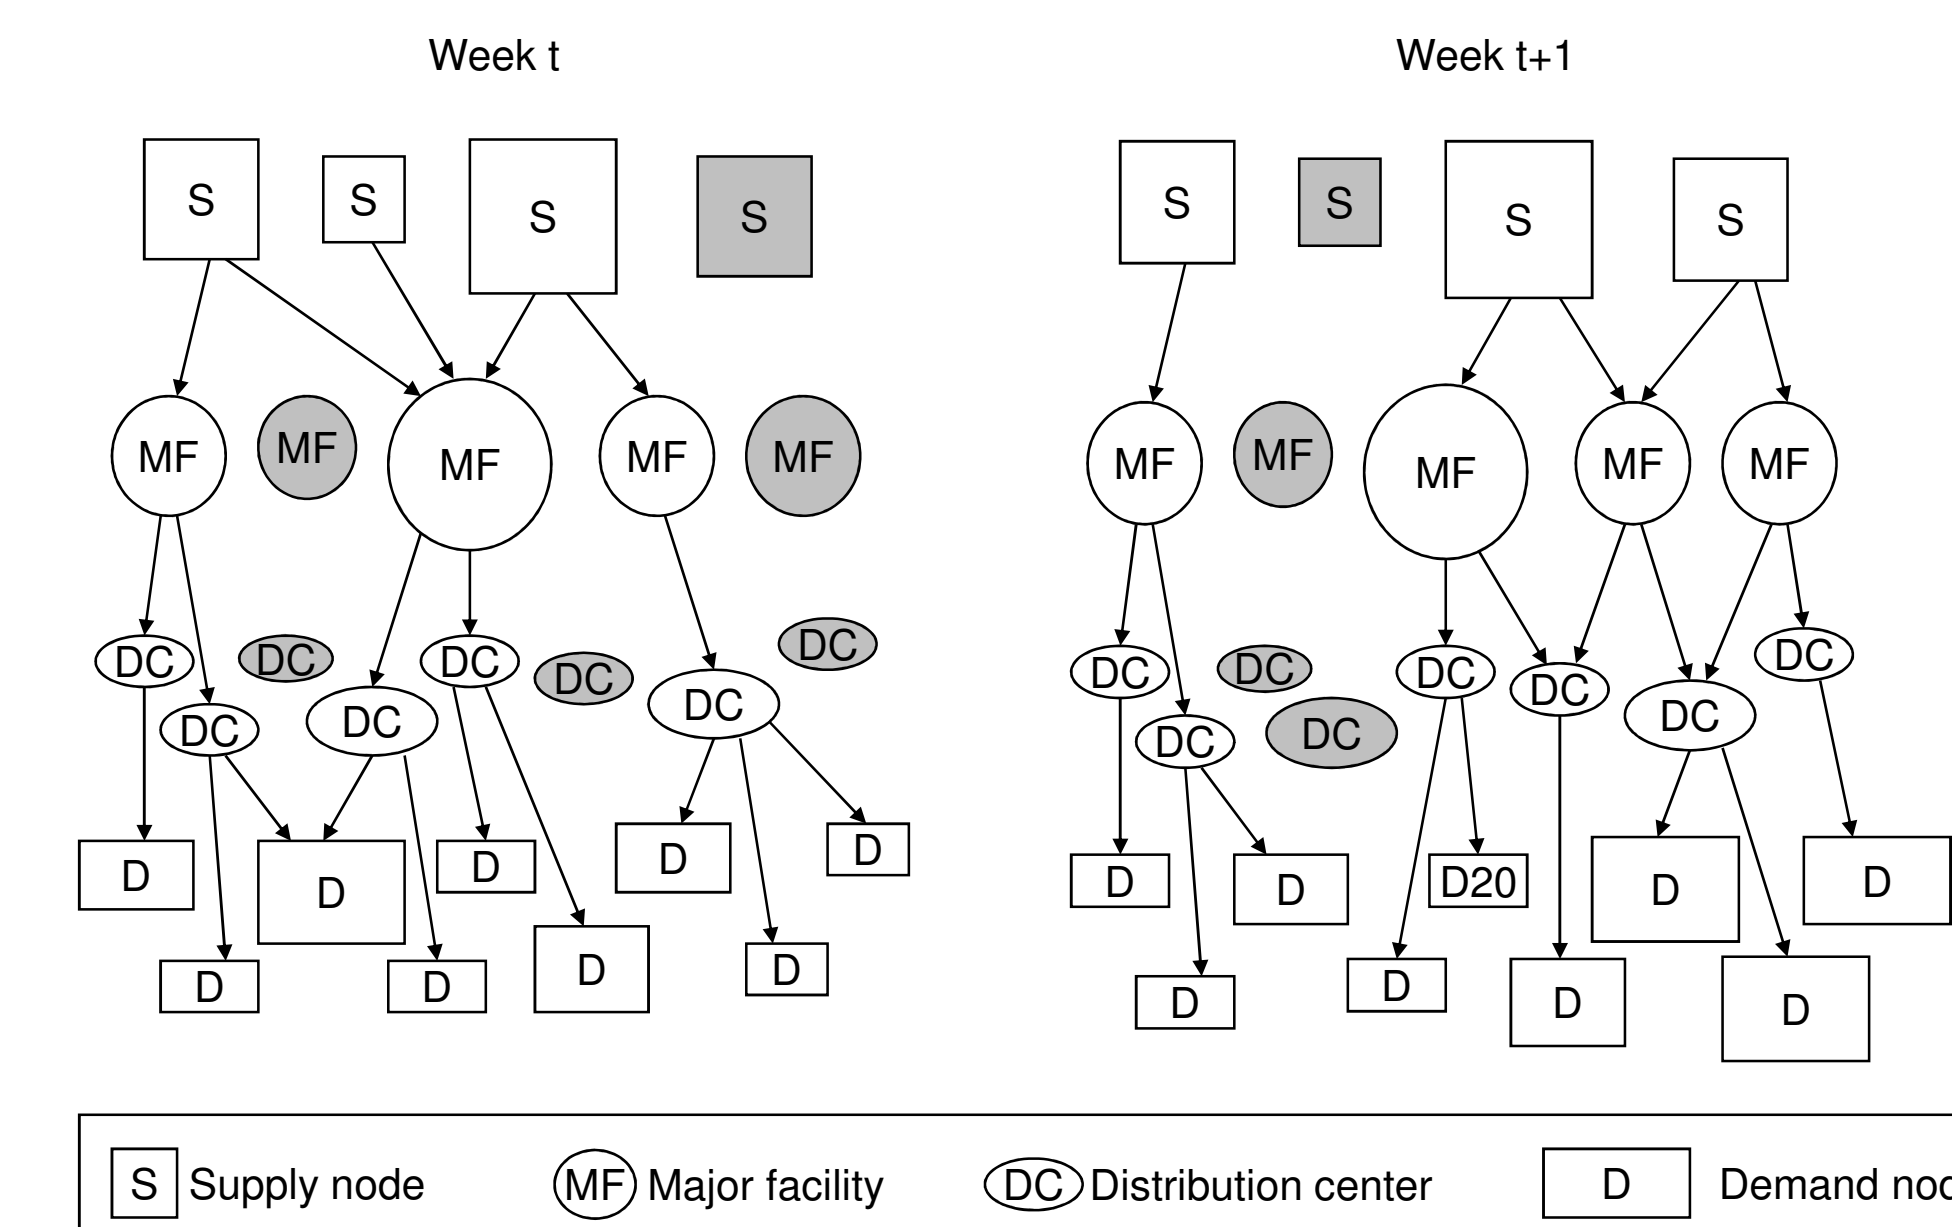 Week t Week t+1
S S S S S S S S
MF MF MF MF MF MF MF MF MF MF
DC DC DC DC DC DC DC DC DC DC DC DC DC DC DC DC
D D D D D D D D D D D D D20 D D D D D D
S Supply node MF Major facility DC Distribution center D Demand